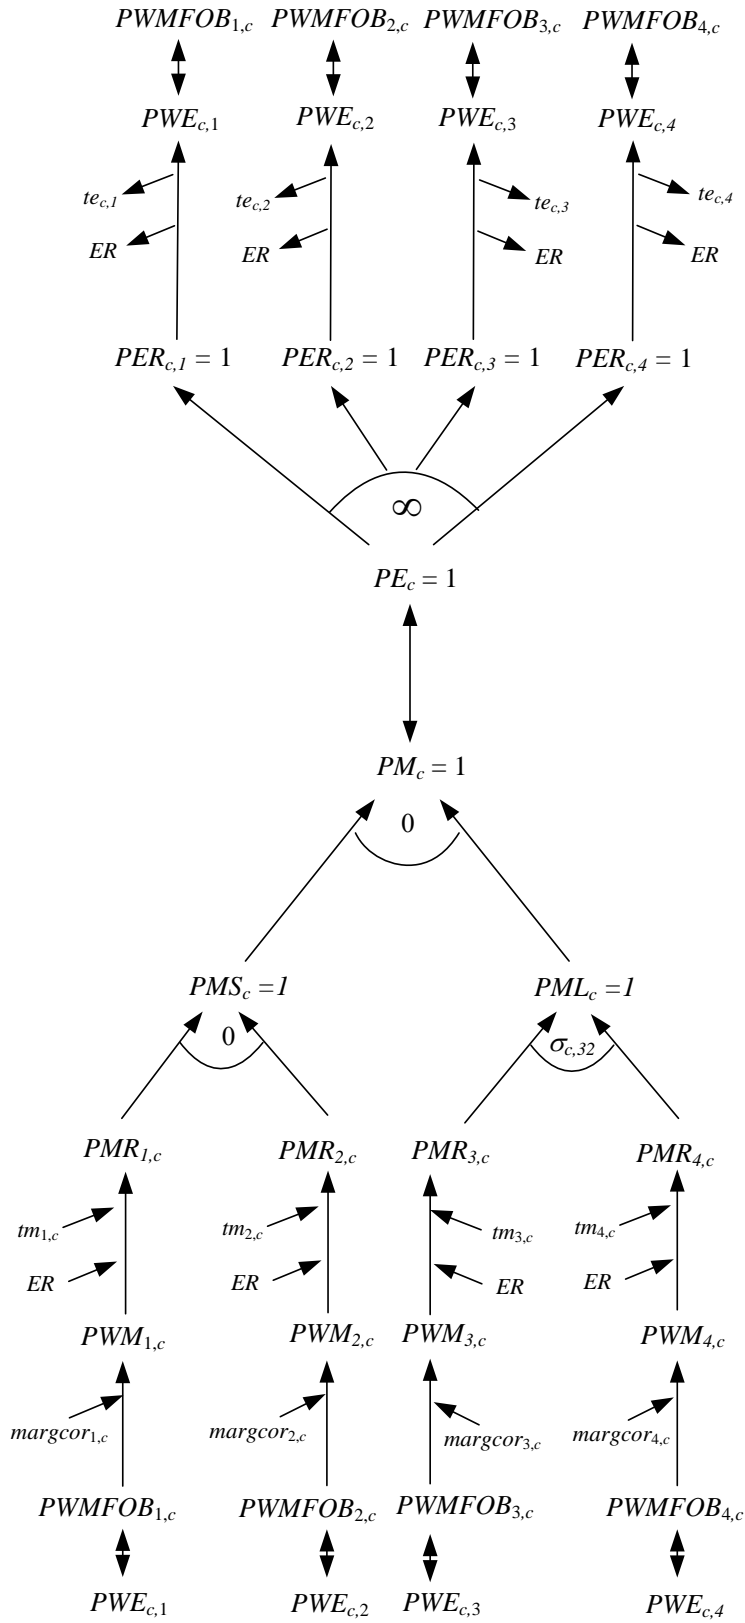 PWMFOB1,c PWMFOB2,c PWMFOB3,c PWMFOB4,c
PWEc,1 PWEc,2 PWEc,3 PWEc,4
tec,1 tec,2 tec,3 tec,4
ER ER ER ER
PERc,1 = 1 PERc,2 = 1 PERc,3 = 1 PERc,4 = 1
∞
PEc = 1
PMc = 1
0
PMSc =1 PMLc =1
0 σc,32
PMR1,c PMR2,c PMR3,c PMR4,c
tm1,c tm2,c tm3,c tm4,c
ER ER ER ER
PWM1,c PWM2,c PWM3,c PWM4,c
margcor1,c margcor2,c margcor3,c margcor4,c
PWMFOB1,c PWMFOB2,c PWMFOB3,c PWMFOB4,c
PWEc,1 PWEc,2 PWEc,3 PWEc,4